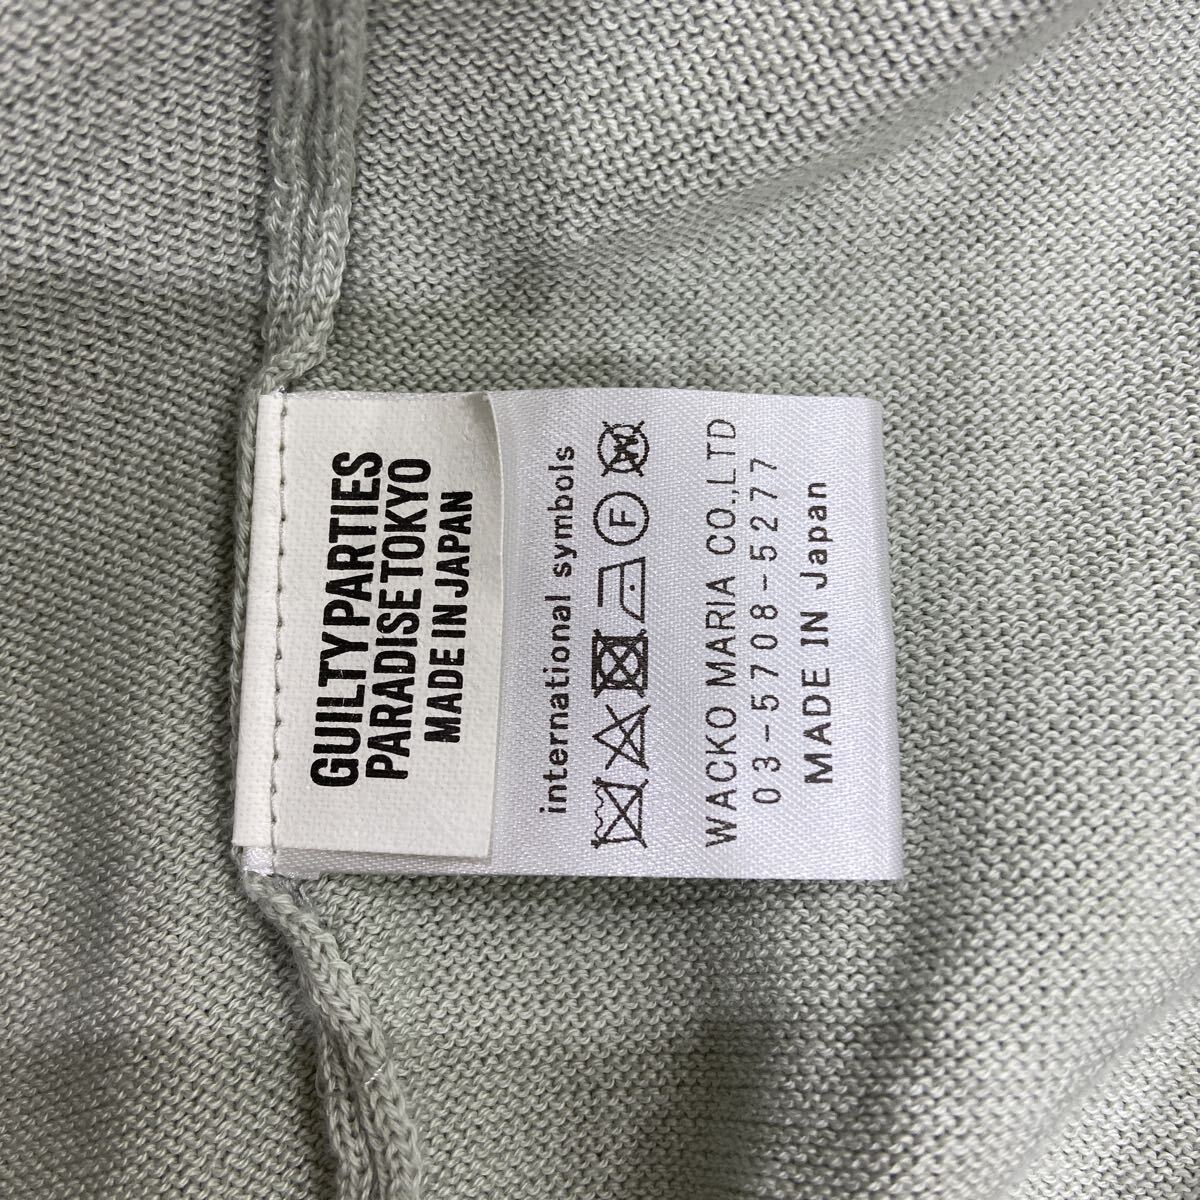 GUILTY PARTIES
PARADISE TOKYO
MADE IN JAPAN
international symbols
F
W
WACKO MARIA CO.,LTD
03-5708-5277
MADE IN Japan